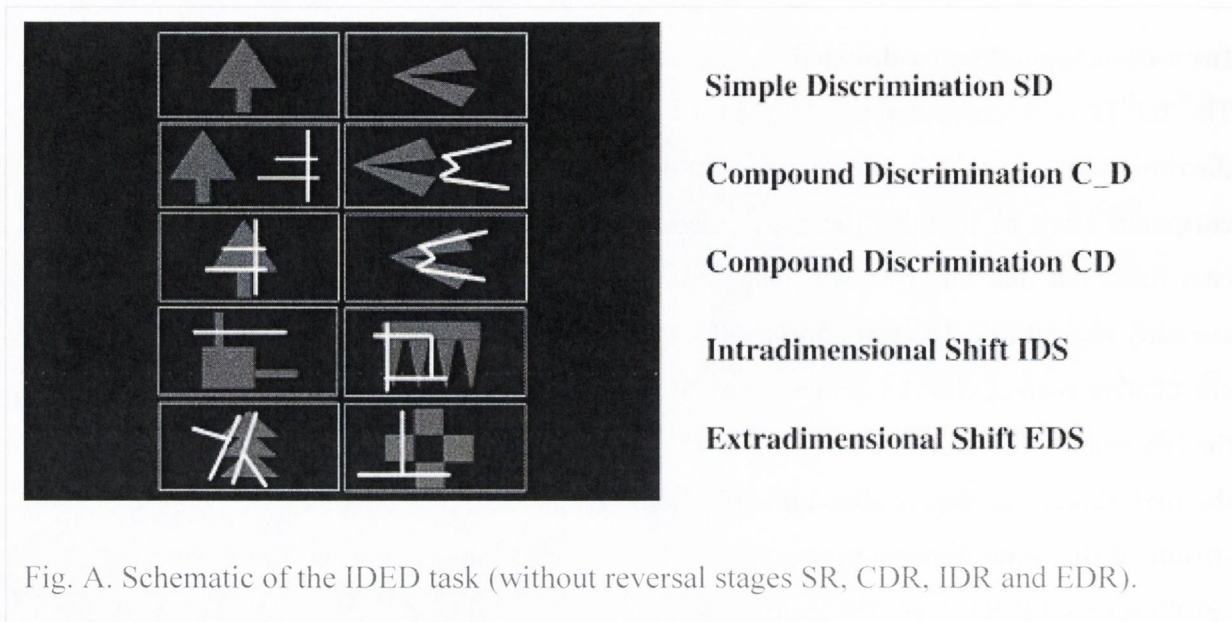 Simple Discrimination SD
Compound Discrimination C_D
Compound Discrimination CD
Intradimensional Shift IDS
Extradimensional Shift EDS
Fig. A. Schematic of the IDED task (without reversal stages SR, CDR, IDR and EDR).